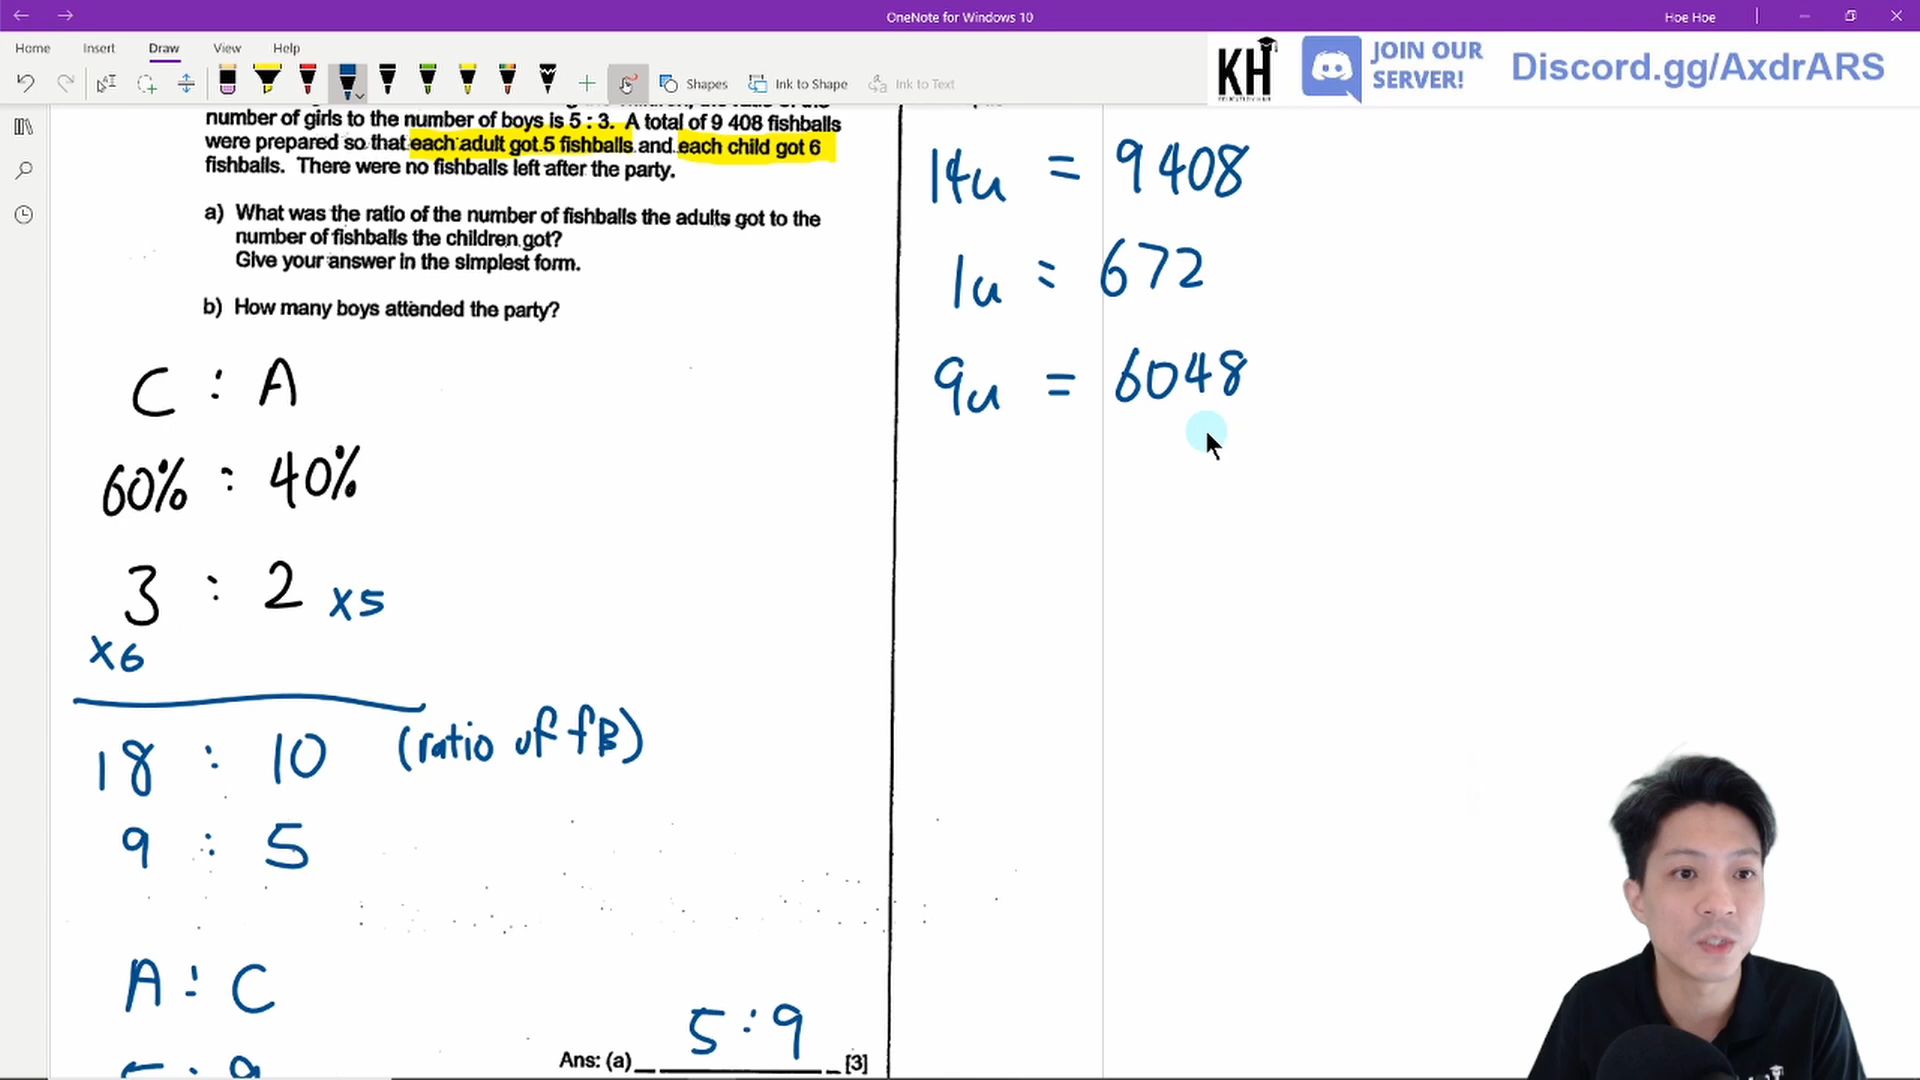 OneNote for Windows 10
Hoe Hoe
Home Insert Draw View Help
Shapes Ink to Shape Ink to Text
KH
JOIN OUR SERVER!
Discord.gg/AxdrARS
number of girls to the number of boys is 5 : 3. A total of 9 408 fishballs
were prepared so that each adult got 5 fishballs and each child got 6
fishballs. There were no fishballs left after the party.
a) What was the ratio of the number of fishballs the adults got to the
number of fishballs the children got?
Give your answer in the simplest form.
b) How many boys attended the party?
C : A
60% : 40%
3 : 2 x5
x6
18 : 10 (ratio of fB)
9 : 5
A : C
5 : 9
Ans: (a) 5 : 9 [3]
14u = 9408
1u = 672
9u = 6048